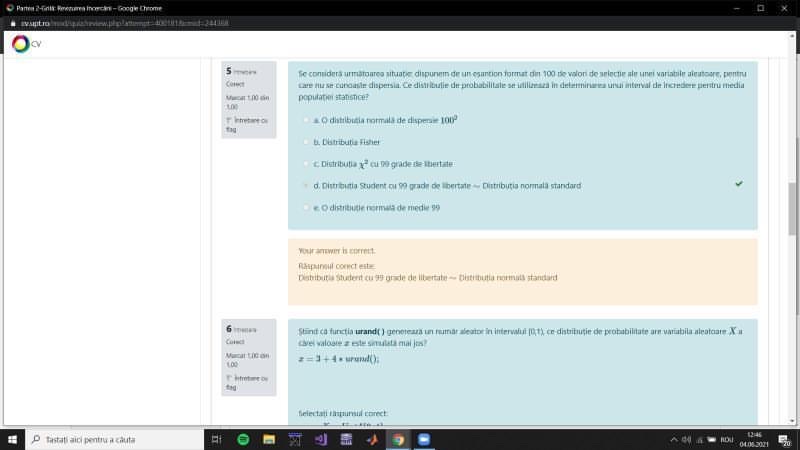 Partea 2-Grilă: Revizuirea încercării – Google Chrome
cv.upt.ro/mod/quiz/review.php?attempt=400181&cmid=244368
CV
5 Întrebare
Corect
Marcat 1,00 din
1,00
Întrebare cu
flag
Se consideră următoarea situație: dispunem de un eșantion format din 100 de valori de selecție ale unei variabile aleatoare, pentru
care nu se cunoaște dispersia. Ce distribuție de probabilitate se utilizează în determinarea unui interval de încredere pentru media
populației statistice?
a. O distribuția normală de dispersie 100²
b. Distribuția Fisher
c. Distribuția χ² cu 99 grade de libertate
d. Distribuția Student cu 99 grade de libertate ∼ Distribuția normală standard
e. O distribuție normală de medie 99
Your answer is correct.
Răspunsul corect este:
Distribuția Student cu 99 grade de libertate ∼ Distribuția normală standard
6 Întrebare
Corect
Marcat 1,00 din
1,00
Întrebare cu
flag
Știind că funcția urand( ) generează un număr aleator în intervalul [0,1), ce distribuție de probabilitate are variabila aleatoare X a
cărei valoare x este simulată mai jos?
x = 3 + 4 * urand();
Selectați răspunsul corect:
Tastați aici pentru a căuta
ROU
12:46
04.06.2021
20